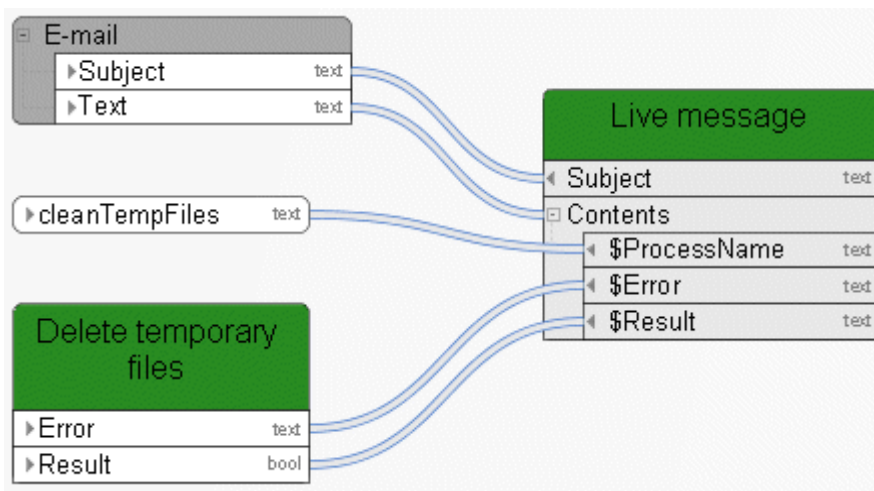 E-mail
Subject text
Text text
cleanTempFiles text
Delete temporary
files
Error text
Result bool
Live message
Subject text
Contents
$ProcessName text
$Error text
$Result text